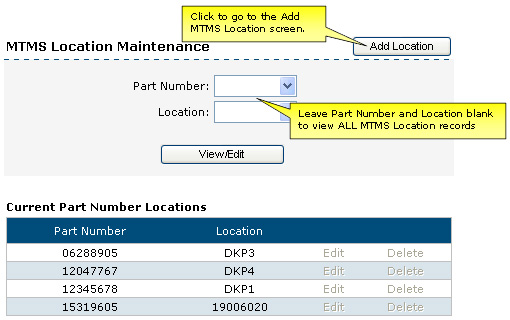 Click to go to the Add
MTMS Location screen.
MTMS Location Maintenance
Add Location
Part Number:
Location:
Leave Part Number and Location blank
to view ALL MTMS Location records
View/Edit
Current Part Number Locations
Part Number Location
06288905 DKP3 Edit Delete
12047767 DKP4 Edit Delete
12345678 DKP1 Edit Delete
15319605 19006020 Edit Delete